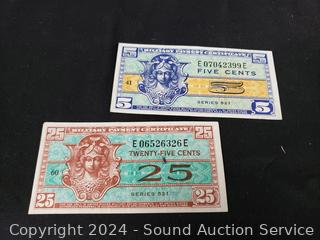 MILITARY PAYMENT CERTIFICATE
E07042399E
FIVE CENTS
41
5
5
5
SERIES 521
MILITARY PAYMENT CERTIFICATE
25
25
E06526326E
TWENTY-FIVE CENTS
60
25
25
25
SERIES 521
Copyright 2024 - Sound Auction Service